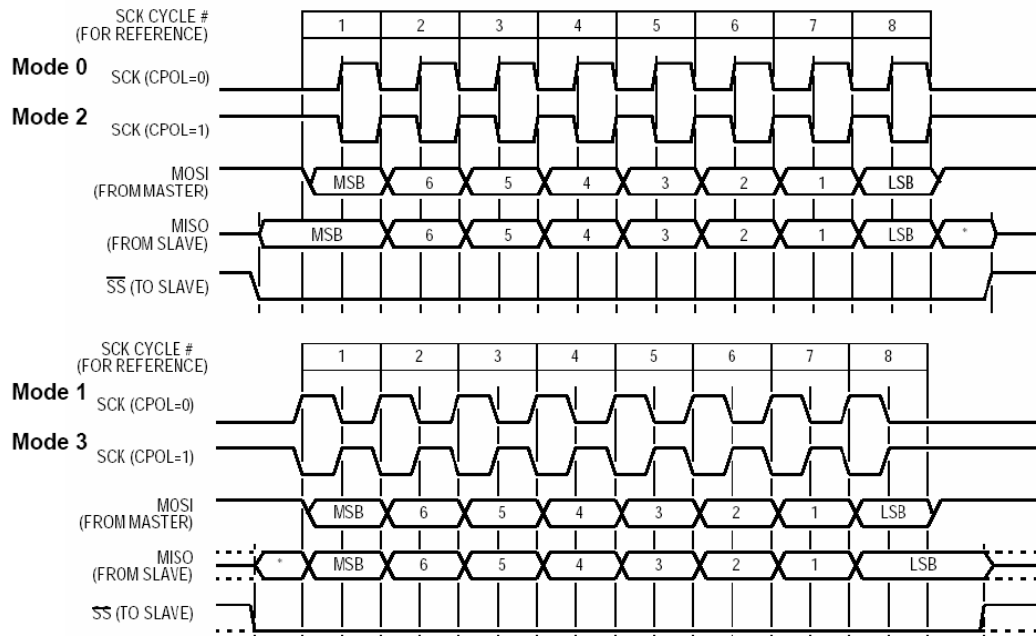 SCK CYCLE #
(FOR REFERENCE)
1 2 3 4 5 6 7 8
Mode 0
SCK (CPOL=0)
Mode 2
SCK (CPOL=1)
MOSI
(FROM MASTER)
MSB 6 5 4 3 2 1 LSB
MISO
(FROM SLAVE)
MSB 6 5 4 3 2 1 LSB *
SS (TO SLAVE)
SCK CYCLE #
(FOR REFERENCE)
1 2 3 4 5 6 7 8
Mode 1
SCK (CPOL=0)
Mode 3
SCK (CPOL=1)
MOSI
(FROM MASTER)
MSB 6 5 4 3 2 1 LSB
MISO
(FROM SLAVE)
* MSB 6 5 4 3 2 1 LSB
SS (TO SLAVE)